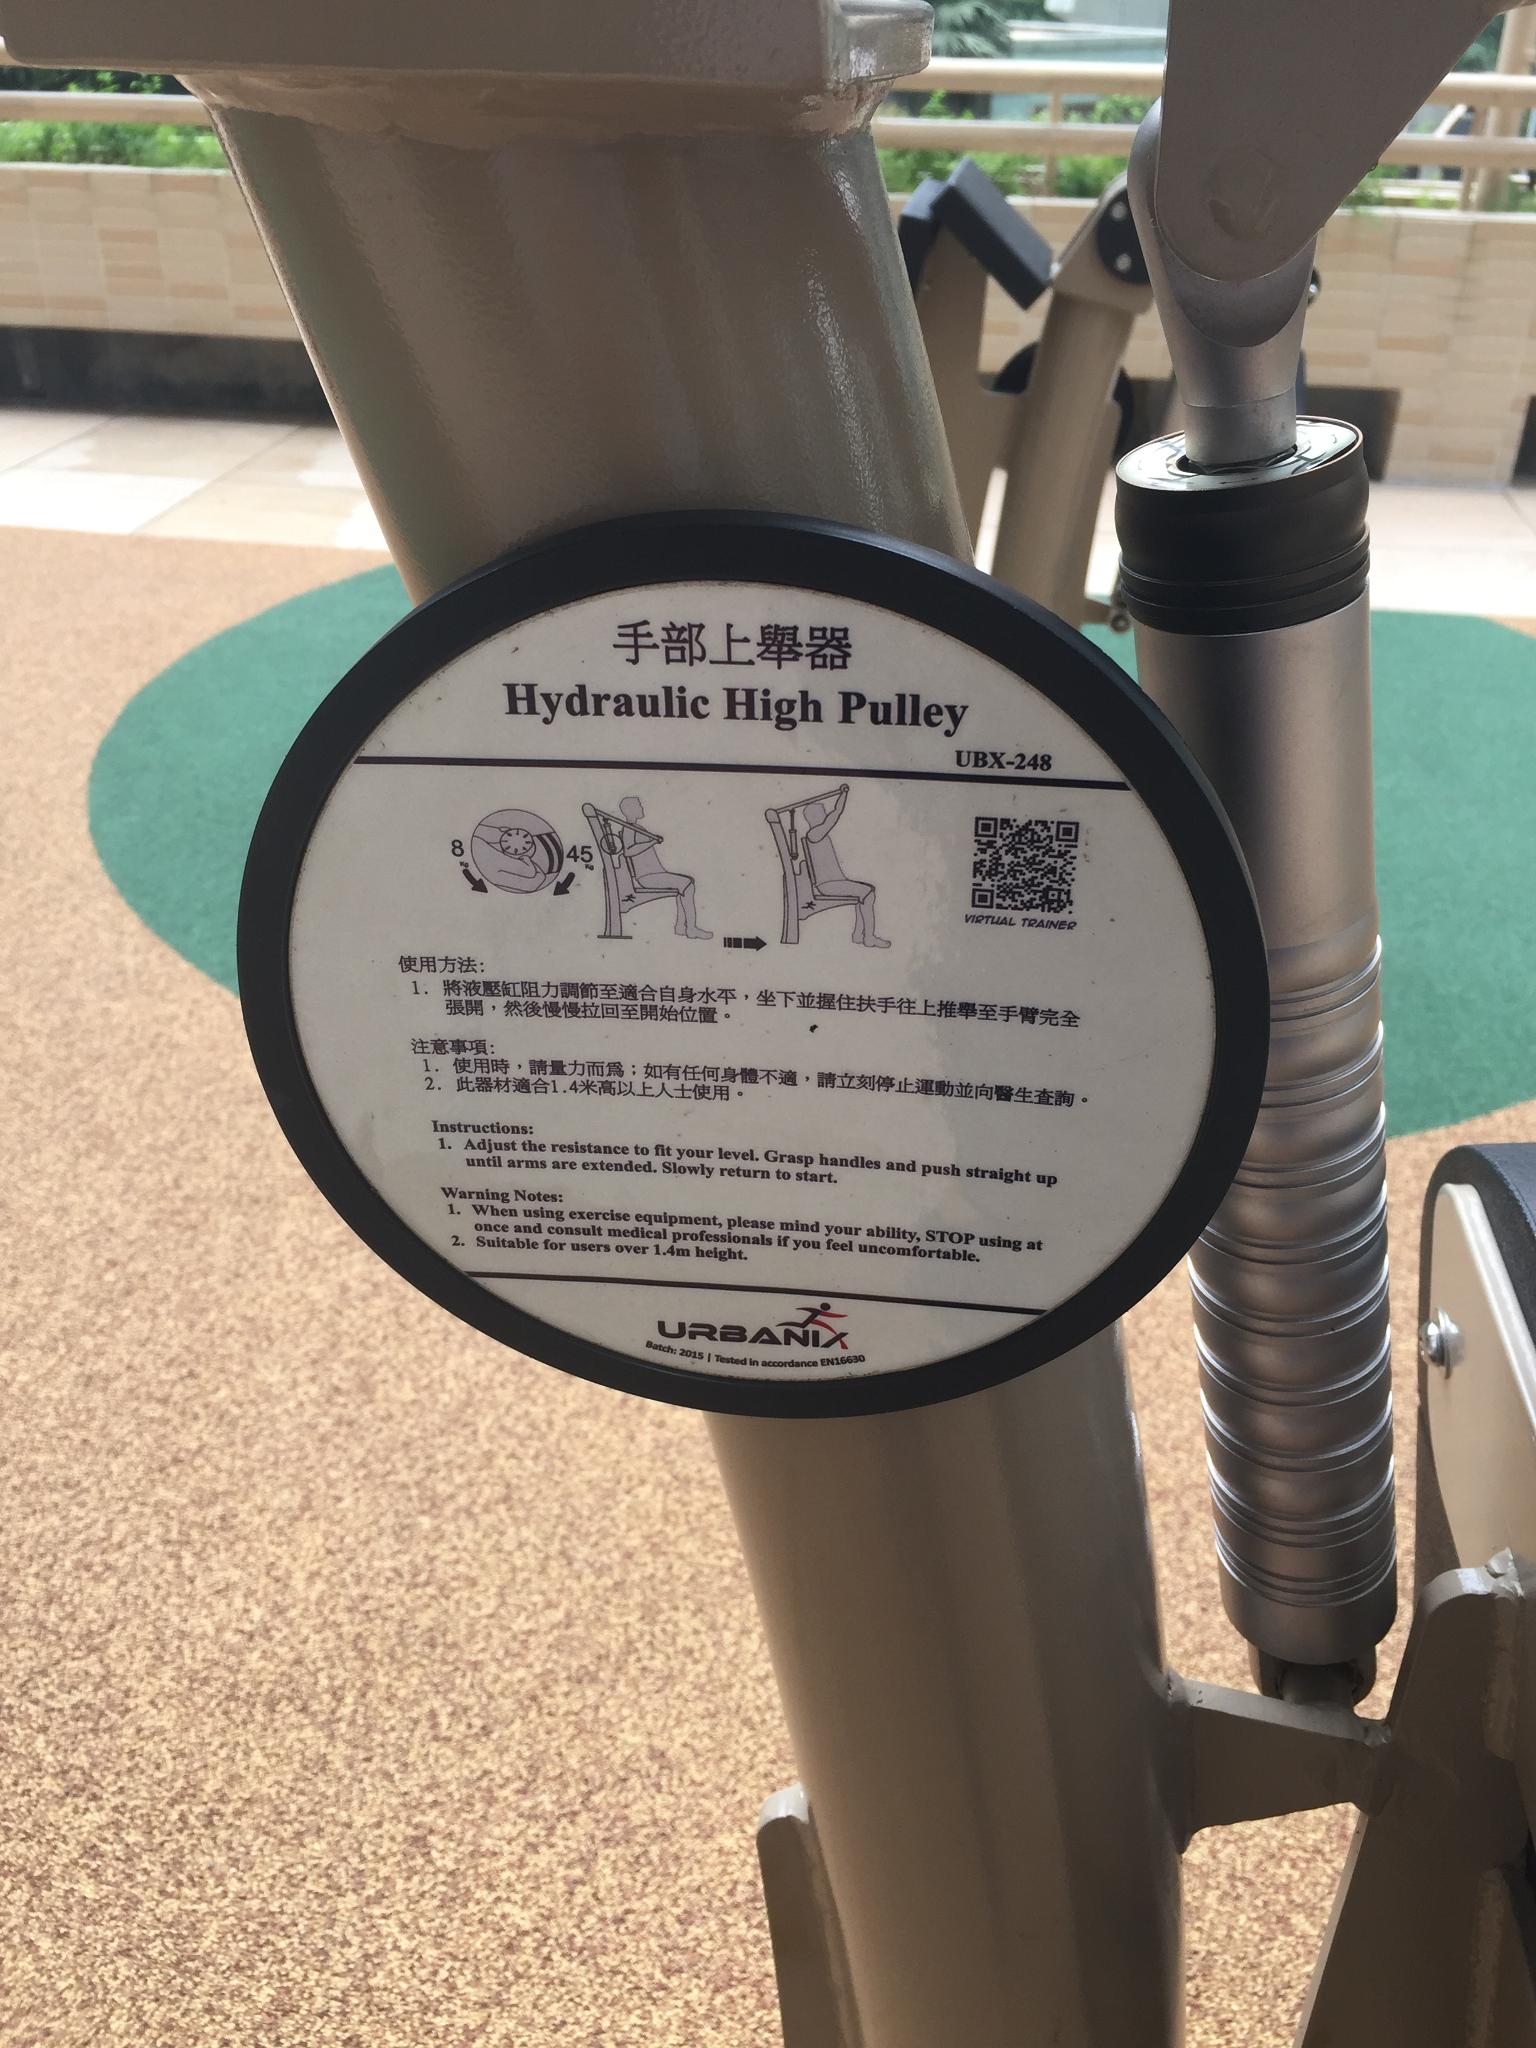 手部上舉器
Hydraulic High Pulley
UBX-248
8 Kg
45 Kg
VIRTUAL TRAINER
使用方法:
1. 將液壓缸阻力調節至適合自身水平，坐下並握住扶手往上推舉至手臂完全
張開，然後慢慢拉回至開始位置。
注意事項:
1. 使用時，請量力而爲；如有任何身體不適，請立刻停止運動並向醫生查詢。
2. 此器材適合1.4米高以上人士使用。
Instructions:
1. Adjust the resistance to fit your level. Grasp handles and push straight up
until arms are extended. Slowly return to start.
Warning Notes:
1. When using exercise equipment, please mind your ability, STOP using at
once and consult medical professionals if you feel uncomfortable.
2. Suitable for users over 1.4m height.
URBANIX
Batch: 2015 | Tested in accordance EN16630